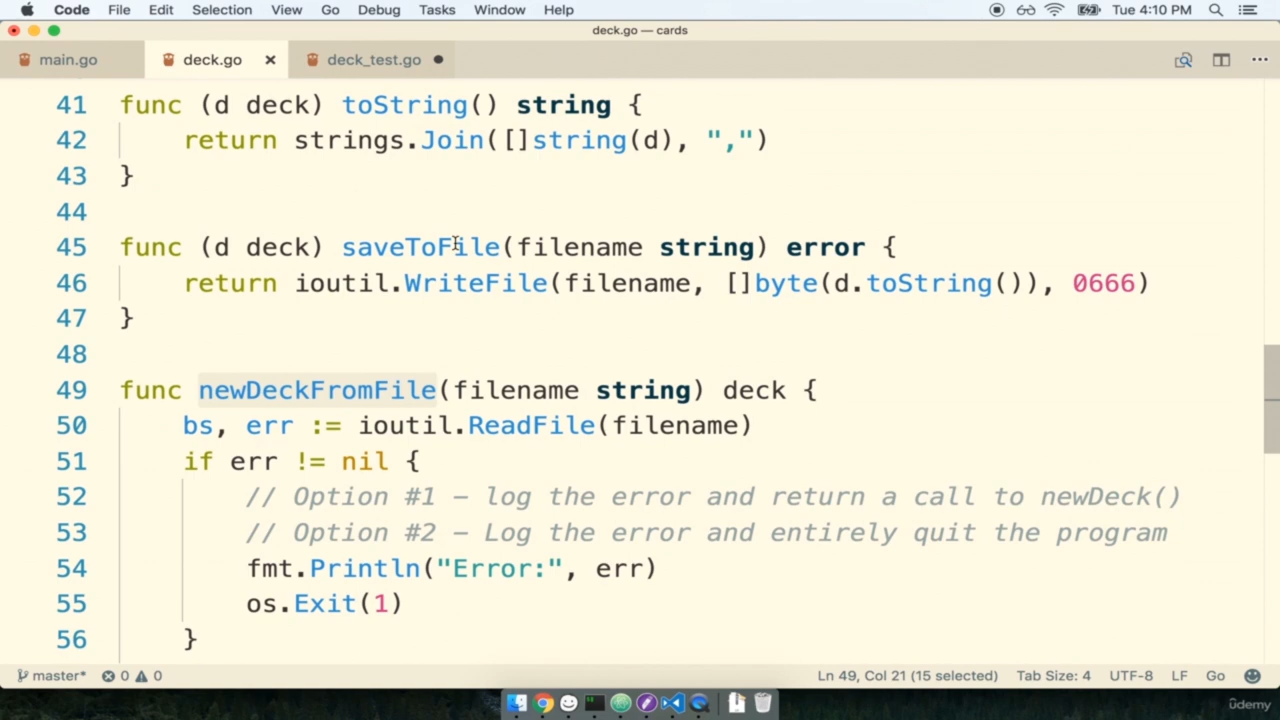 Code File Edit Selection View Go Debug Tasks Window Help Tue 4:10 PM
deck.go — cards
main.go deck.go × deck_test.go ●
41 func (d deck) toString() string {
42 return strings.Join([]string(d), ",")
43 }
44
45 func (d deck) saveToFile(filename string) error {
46 return ioutil.WriteFile(filename, []byte(d.toString()), 0666)
47 }
48
49 func newDeckFromFile(filename string) deck {
50 bs, err := ioutil.ReadFile(filename)
51 if err != nil {
52 // Option #1 – log the error and return a call to newDeck()
53 // Option #2 – Log the error and entirely quit the program
54 fmt.Println("Error:", err)
55 os.Exit(1)
56 }
master* 0 0 Ln 49, Col 21 (15 selected) Tab Size: 4 UTF-8 LF Go
ûdemy